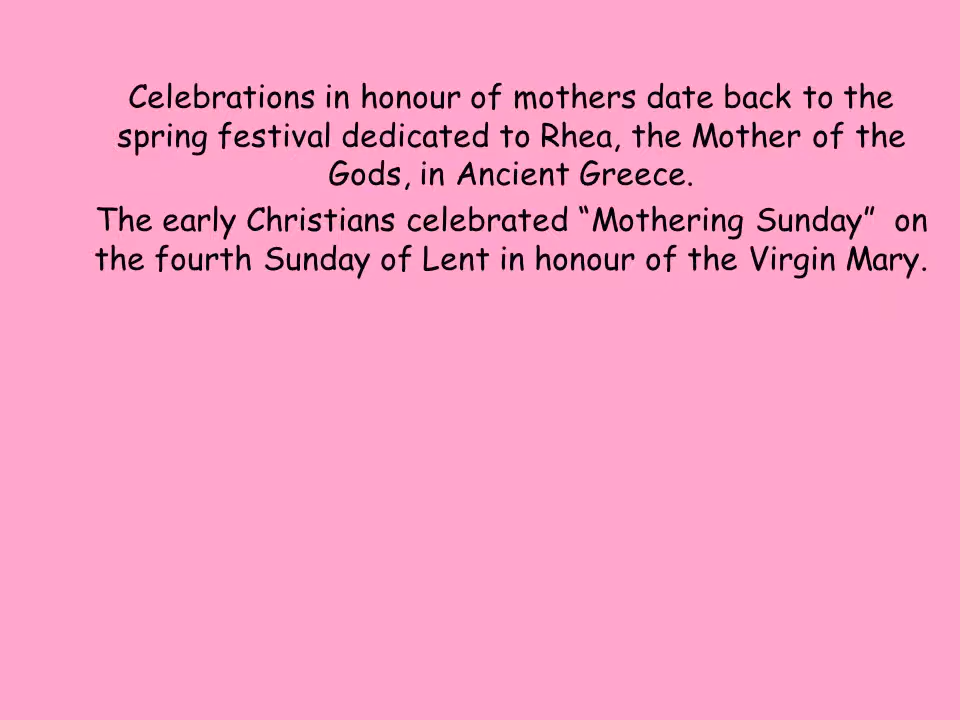 Celebrations in honour of mothers date back to the
spring festival dedicated to Rhea, the Mother of the
Gods, in Ancient Greece.
The early Christians celebrated “Mothering Sunday”  on
the fourth Sunday of Lent in honour of the Virgin Mary.